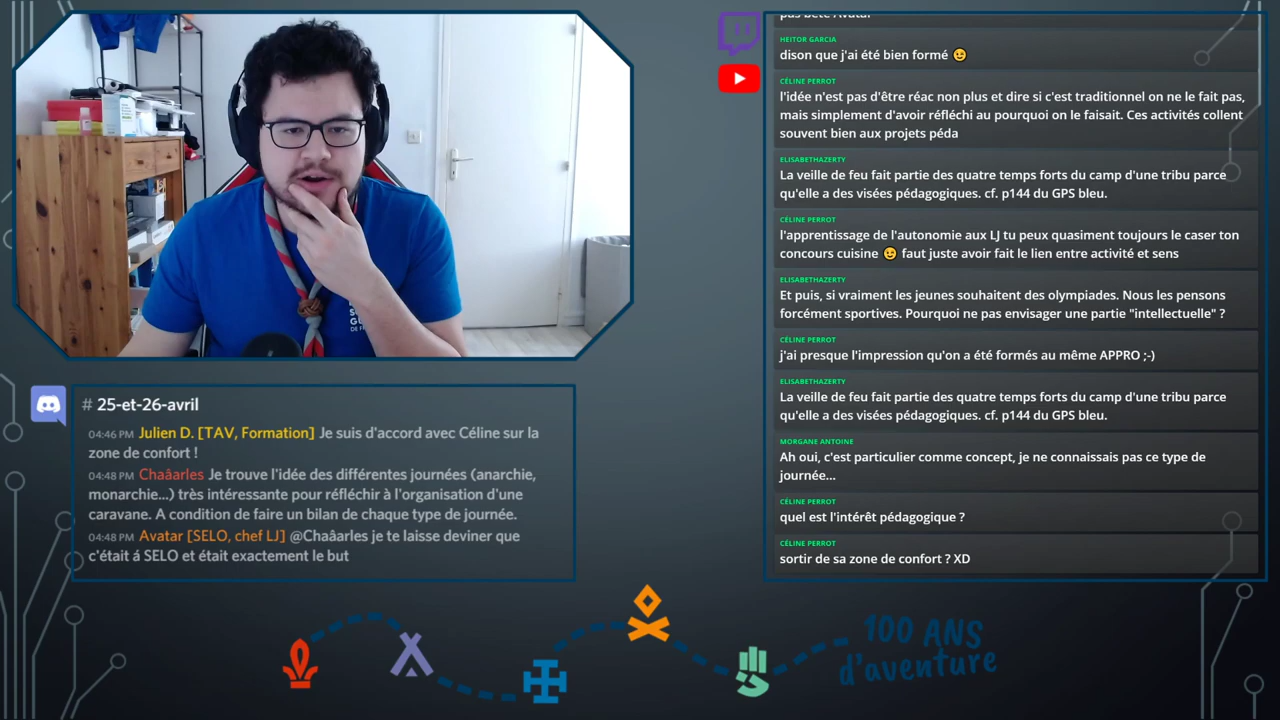 pas bête Avatar
HEITOR GARCIA
dison que j'ai été bien formé 😉
CÉLINE PERROT
l'idée n'est pas d'être réac non plus et dire si c'est traditionnel on ne le fait pas,
mais simplement d'avoir réfléchi au pourquoi on le faisait. Ces activités collent
souvent bien aux projets péda
ELISABETHAZERTY
La veille de feu fait partie des quatre temps forts du camp d'une tribu parce
qu'elle a des visées pédagogiques. cf. p144 du GPS bleu.
CÉLINE PERROT
l'apprentissage de l'autonomie aux LJ tu peux quasiment toujours le caser ton
concours cuisine 😉 faut juste avoir fait le lien entre activité et sens
ELISABETHAZERTY
Et puis, si vraiment les jeunes souhaitent des olympiades. Nous les pensons
forcément sportives. Pourquoi ne pas envisager une partie "intellectuelle" ?
CÉLINE PERROT
j'ai presque l'impression qu'on a été formés au même APPRO ;-)
ELISABETHAZERTY
La veille de feu fait partie des quatre temps forts du camp d'une tribu parce
qu'elle a des visées pédagogiques. cf. p144 du GPS bleu.
MORGANE ANTOINE
Ah oui, c'est particulier comme concept, je ne connaissais pas ce type de
journée...
CÉLINE PERROT
quel est l'intérêt pédagogique ?
CÉLINE PERROT
sortir de sa zone de confort ? XD
# 25-et-26-avril
04:46 PM Julien D. [TAV, Formation] Je suis d'accord avec Céline sur la
zone de confort !
04:48 PM Chaâarles Je trouve l'idée des différentes journées (anarchie,
monarchie...) très intéressante pour réfléchir à l'organisation d'une
caravane. A condition de faire un bilan de chaque type de journée.
04:48 PM Avatar [SELO, chef LJ] @Chaâarles je te laisse deviner que
c'était á SELO et était exactement le but
100 ANS
d'aventure